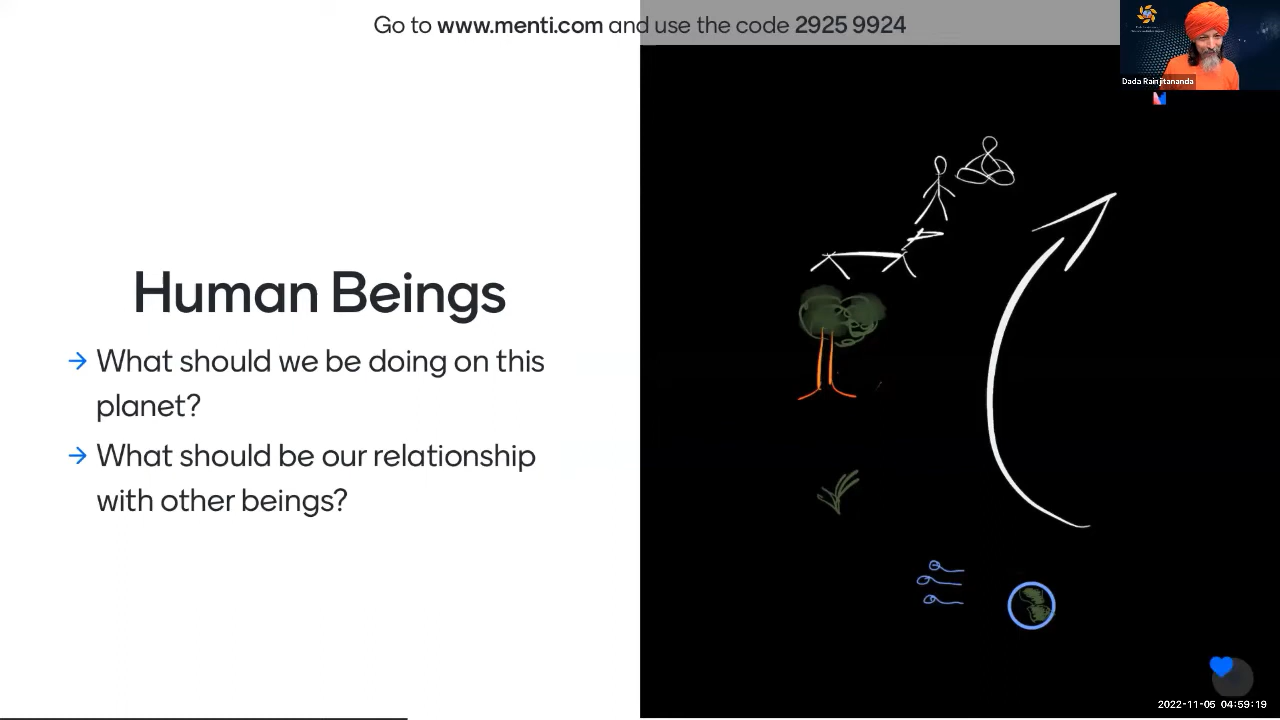 Go to www.menti.com and use the code 2925 9924
Dada Rainjitananda
Human Beings
→ What should we be doing on this
planet?
→ What should be our relationship
with other beings?
2022-11-05 04:59:19